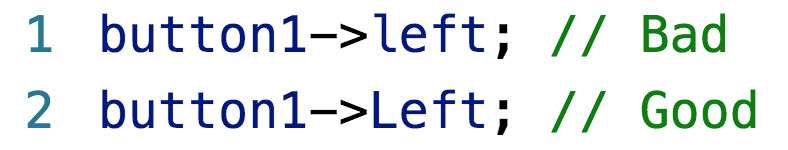 1 button1->left; // Bad
2 button1->Left; // Good